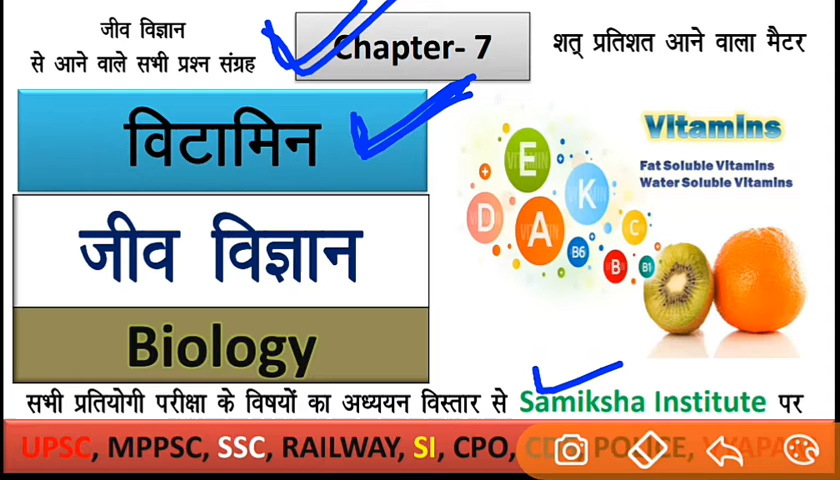 जीव विज्ञान
से आने वाले सभी प्रश्न संग्रह
Chapter- 7
शत् प्रतिशत आने वाला मैटर
विटामिन
जीव विज्ञान
Biology
Vitamins
Fat Soluble Vitamins
Water Soluble Vitamins
E
K
D
A
C
B6
B
B1
सभी प्रतियोगी परीक्षा के विषयों का अध्ययन विस्तार से Samiksha Institute पर
UPSC, MPPSC, SSC, RAILWAY, SI, CPO,